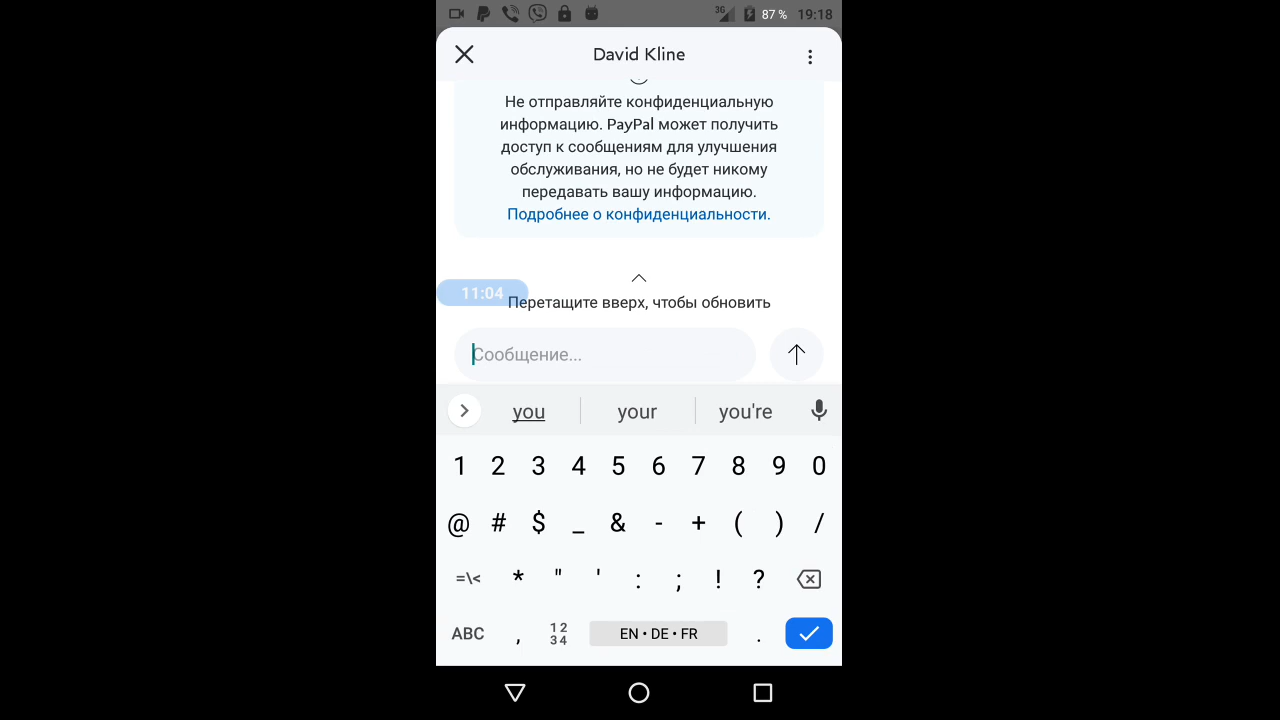 3G 87 % 19:18
David Kline
Не отправляйте конфиденциальную
информацию. PayPal может получить
доступ к сообщениям для улучшения
обслуживания, но не будет никому
передавать вашу информацию.
Подробнее о конфиденциальности.
11:04
Перетащите вверх, чтобы обновить
Сообщение...
you your you're
1 2 3 4 5 6 7 8 9 0
@ # $ _ & - + ( ) /
=\< * " ' : ; ! ?
ABC , 12 34 EN • DE • FR .